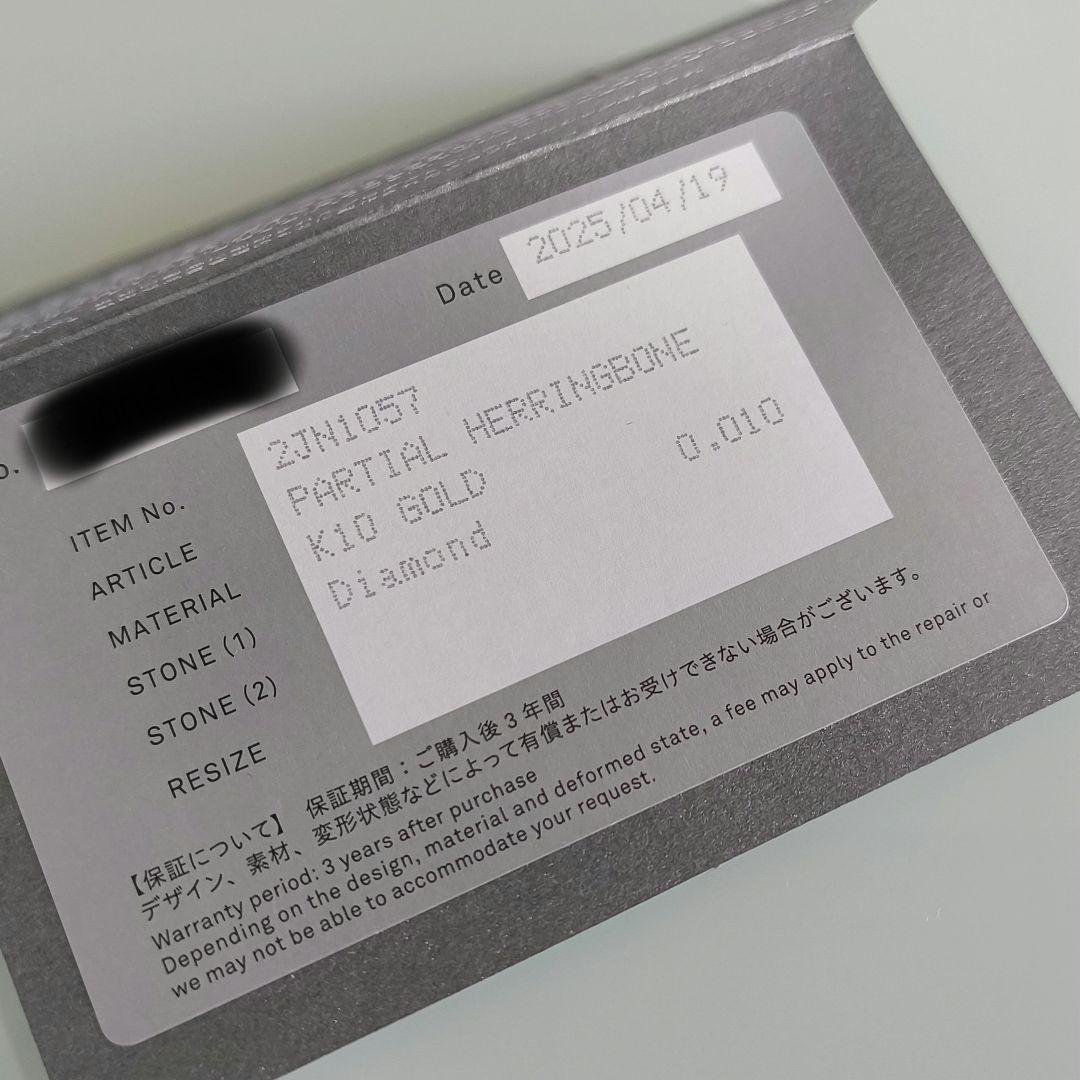 Date 2025/04/19
o.
ITEM No. 2JN1057
ARTICLE PARTIAL HERRINGBONE
MATERIAL K10 GOLD
STONE (1) Diamond 0.010
STONE (2)
RESIZE
【保証について】 保証期間：ご購入後3年間
デザイン、素材、変形状態などによって有償またはお受けできない場合がございます。
Warranty period: 3 years after purchase
Depending on the design, material and deformed state, a fee may apply to the repair or
we may not be able to accommodate your request.